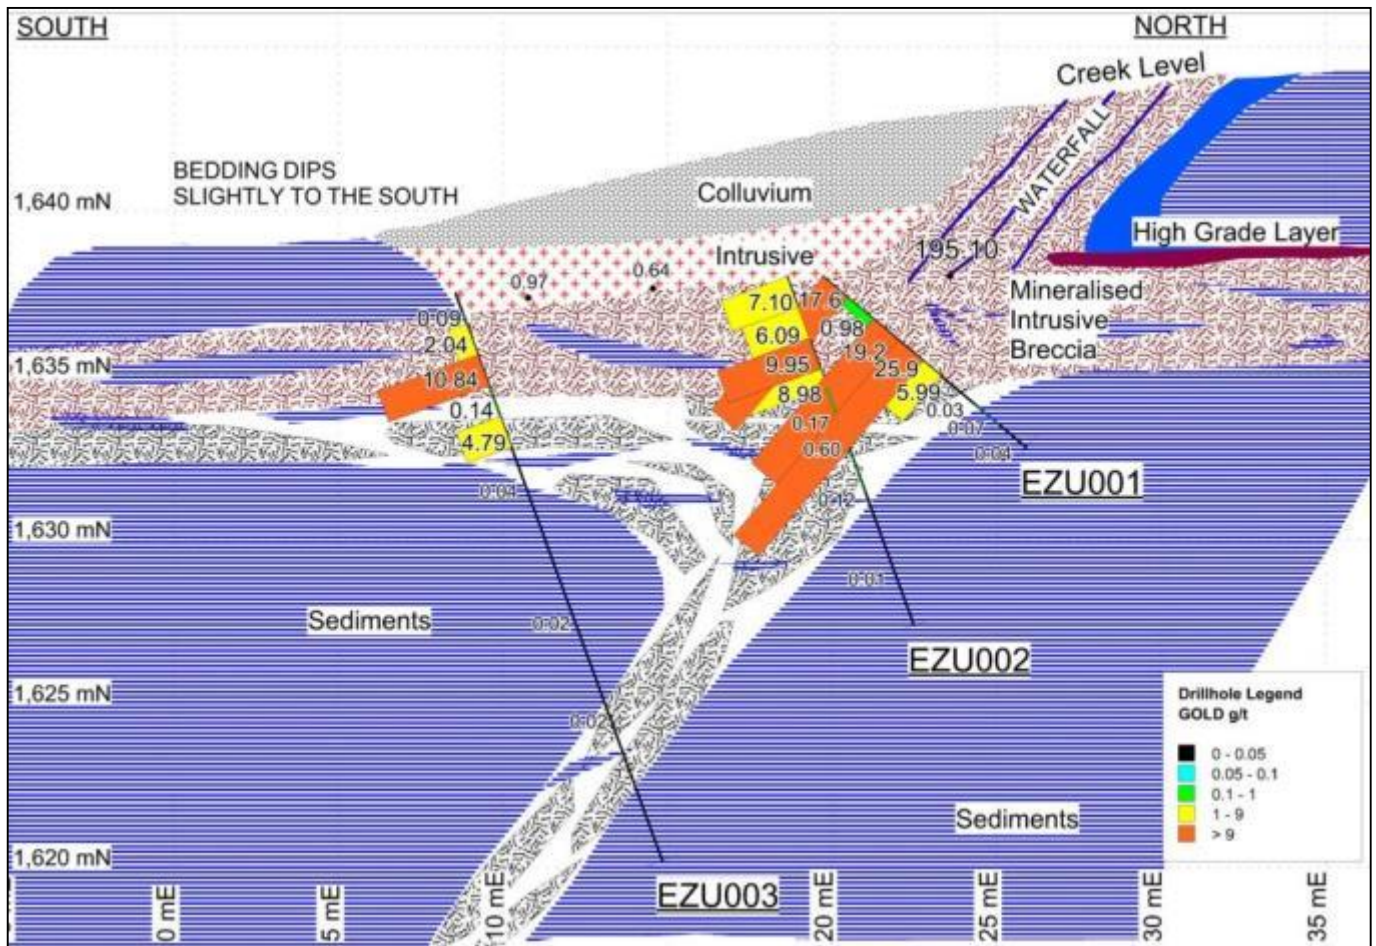 SOUTH
NORTH
Creek Level
WATERFALL
BEDDING DIPS
SLIGHTLY TO THE SOUTH
1,640 mN
Colluvium
High Grade Layer
195.10
Intrusive
0.97
0.64
Mineralised
Intrusive
Breccia
7.10
17.6
0.09
0.98
2.04
6.09
19.2
1,635 mN
9.95
25.9
10.84
8.98
5.99
0.14
0.03
0.17
0.07
4.79
0.60
0.04
EZU001
0.04
0.12
1,630 mN
0.01
Sediments
0.02
EZU002
1,625 mN
Drillhole Legend
GOLD g/t
0 - 0.05
0.05 - 0.1
0.1 - 1
1 - 9
> 9
0.02
Sediments
1,620 mN
EZU003
0 mE
5 mE
10 mE
20 mE
25 mE
30 mE
35 mE